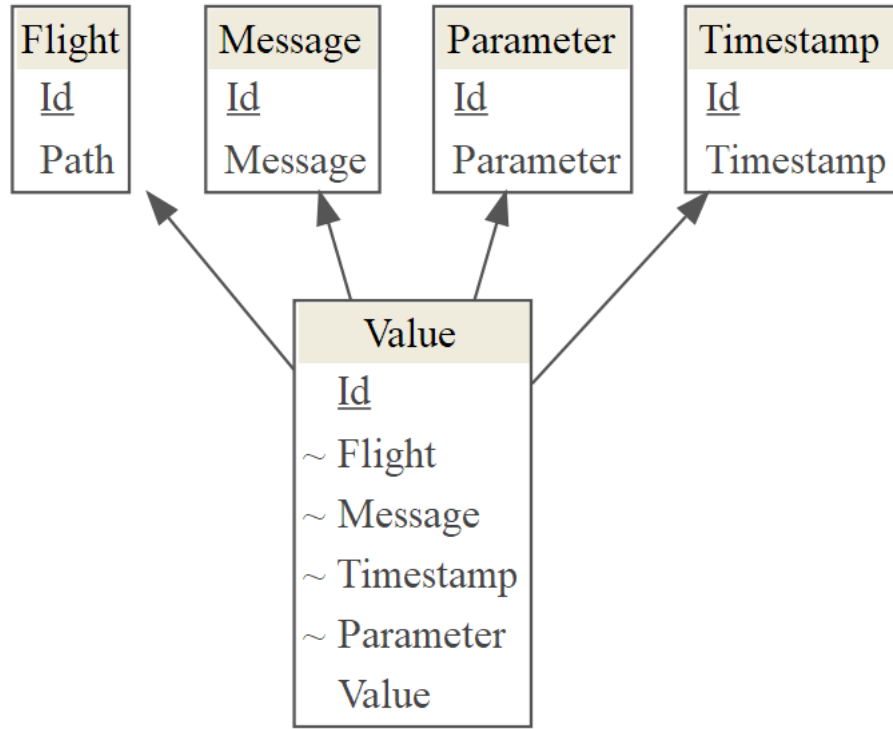 Flight
Id
Path
Message
Id
Message
Parameter
Id
Parameter
Timestamp
Id
Timestamp
Value
Id
~ Flight
~ Message
~ Timestamp
~ Parameter
Value